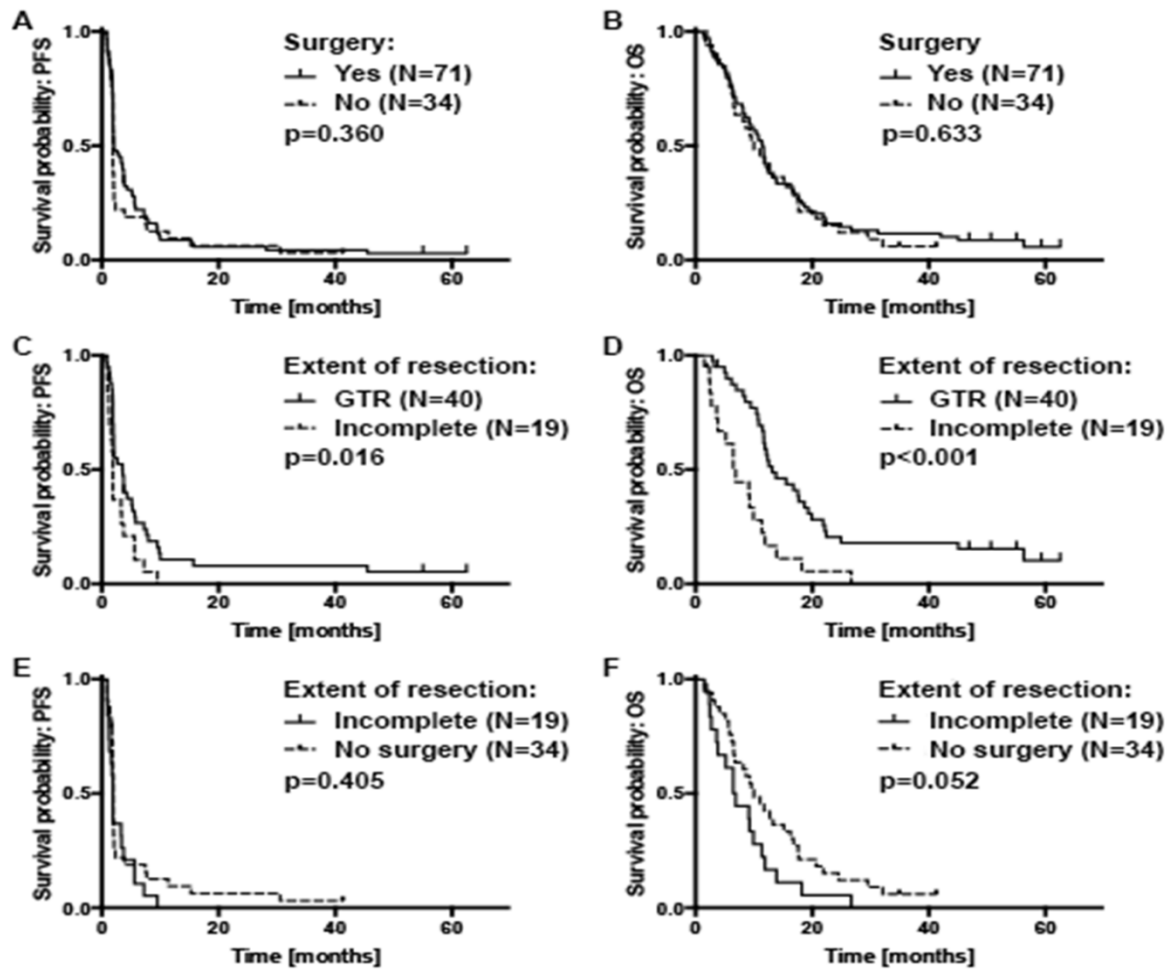 A
Survival probability: PFS
1.0
0.5
0.0
0
20
40
60
Time [months]
Surgery:
Yes (N=71)
No (N=34)
p=0.360
B
Survival probability: OS
1.0
0.5
0.0
0
20
40
60
Time [months]
Surgery
Yes (N=71)
No (N=34)
p=0.633
C
Survival probability: PFS
1.0
0.5
0.0
0
20
40
60
Time [months]
Extent of resection:
GTR (N=40)
Incomplete (N=19)
p=0.016
D
Survival probability: OS
1.0
0.5
0.0
0
20
40
60
Time [months]
Extent of resection:
GTR (N=40)
Incomplete (N=19)
p<0.001
E
Survival probability: PFS
1.0
0.5
0.0
0
20
40
60
Time [months]
Extent of resection:
Incomplete (N=19)
No surgery (N=34)
p=0.405
F
Survival probability: OS
1.0
0.5
0.0
0
20
40
60
Time [months]
Extent of resection:
Incomplete (N=19)
No surgery (N=34)
p=0.052